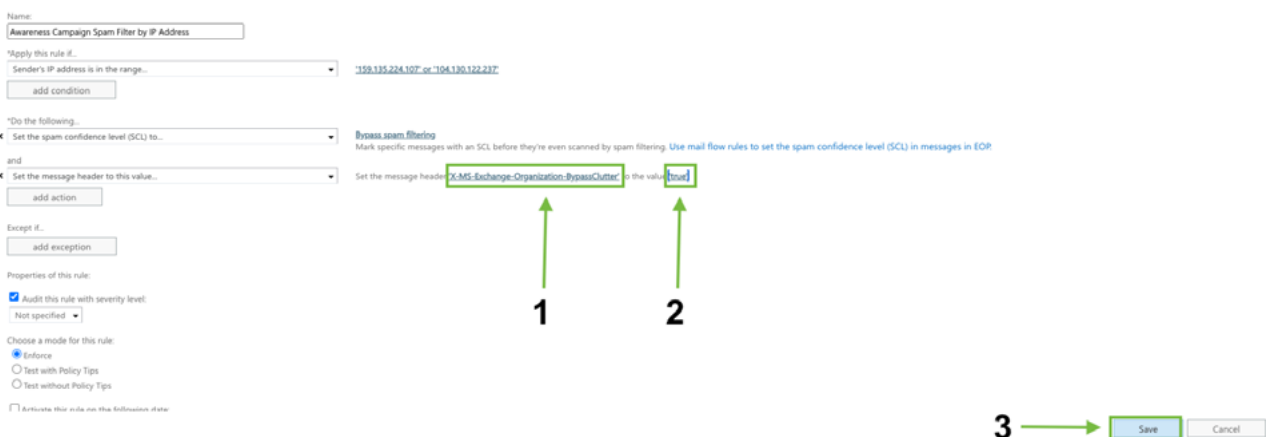 Name:
Awareness Campaign Spam Filter by IP Address
*Apply this rule if...
Sender's IP address is in the range...
'159.135.224.107' or '104.130.122.237'
add condition
*Do the following...
Set the spam confidence level (SCL) to...
Bypass spam filtering
Mark specific messages with an SCL before they're even scanned by spam filtering. Use mail flow rules to set the spam confidence level (SCL) in messages in EOP.
and
Set the message header to this value...
Set the message header 'X-MS-Exchange-Organization-BypassClutter' to the value 'true'
add action
Except if...
add exception
1
2
Properties of this rule:
Audit this rule with severity level:
Not specified
Choose a mode for this rule:
Enforce
Test with Policy Tips
Test without Policy Tips
Activate this rule on the following date:
3
Save
Cancel